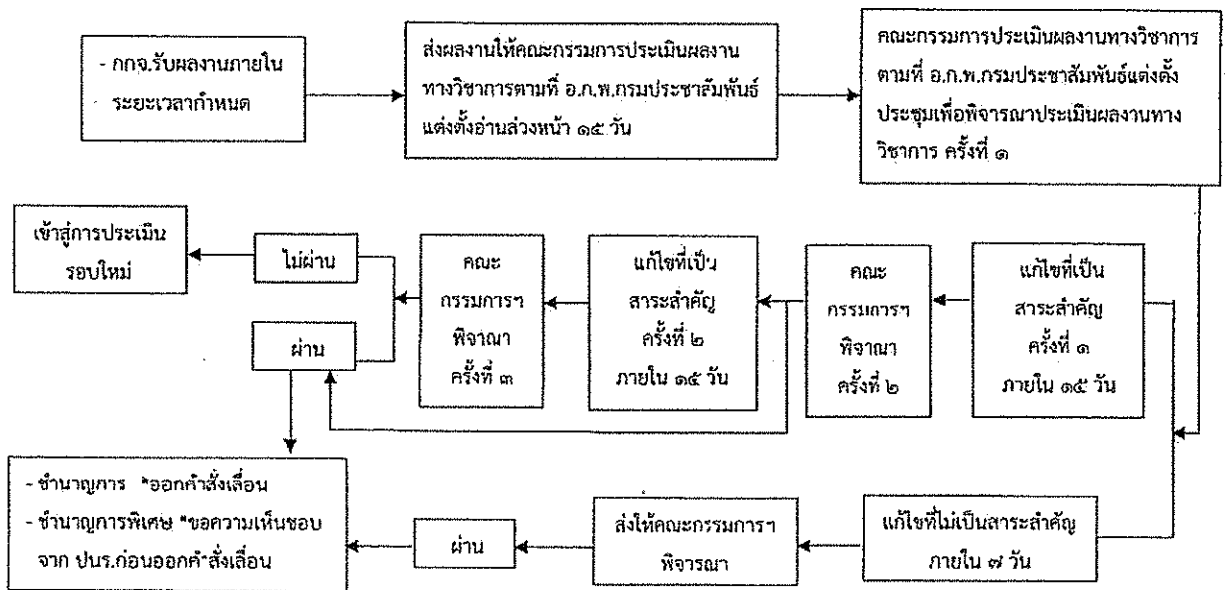 - กกจ.รับผลงานภายใน
ระยะเวลากำหนด
ส่งผลงานให้คณะกรรมการประเมินผลงาน
ทางวิชาการตามที่ อ.ก.พ.กรมประชาสัมพันธ์
แต่งตั้งอ่านล่วงหน้า ๑๕ วัน
คณะกรรมการประเมินผลงานทางวิชาการ
ตามที่ อ.ก.พ.กรมประชาสัมพันธ์แต่งตั้ง
ประชุมเพื่อพิจารณาประเมินผลงานทาง
วิชาการ ครั้งที่ ๑
เข้าสู่การประเมิน
รอบใหม่
ไม่ผ่าน
ผ่าน
คณะ
กรรมการฯ
พิจาณา
ครั้งที่ ๓
แก้ไขที่เป็น
สาระสำคัญ
ครั้งที่ ๒
ภายใน ๑๕ วัน
คณะ
กรรมการฯ
พิจาณา
ครั้งที่ ๒
แก้ไขที่เป็น
สาระสำคัญ
ครั้งที่ ๑
ภายใน ๑๕ วัน
- ชำนาญการ *ออกคำสั่งเลื่อน
- ชำนาญการพิเศษ *ขอความเห็นชอบ
จาก ปนร.ก่อนออกคำสั่งเลื่อน
ผ่าน
ส่งให้คณะกรรมการฯ
พิจารณา
แก้ไขที่ไม่เป็นสาระสำคัญ
ภายใน ๗ วัน